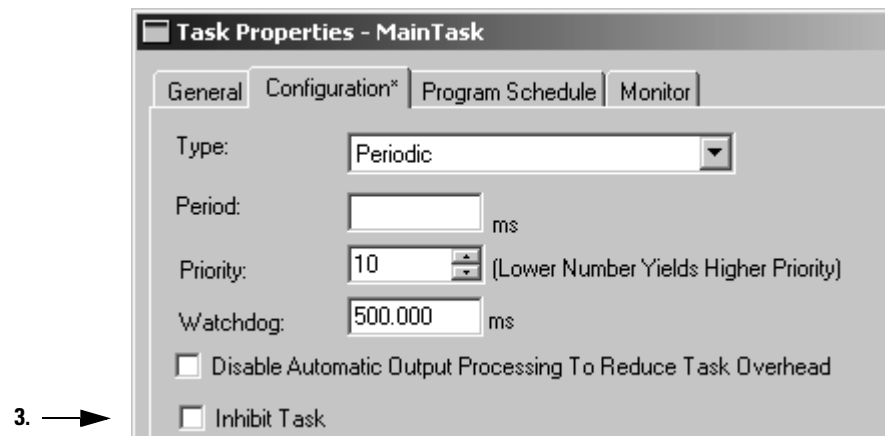 Task Properties - MainTask
General Configuration* Program Schedule Monitor
Type: Periodic
Period: ms
Priority: 10 (Lower Number Yields Higher Priority)
Watchdog: 500.000 ms
Disable Automatic Output Processing To Reduce Task Overhead
3. Inhibit Task